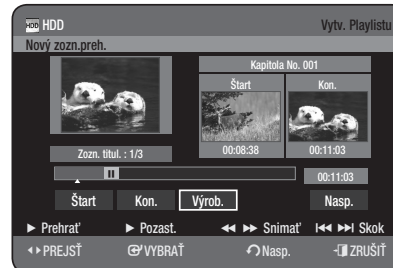 HDD HDD Vytv. Playlistu
Nový zozn.preh.
Kapitola No. 001
Štart Kon.
Zozn. titul. : 1/3 00:08:38 00:11:03
00:11:03
Štart Kon. Výrob. Nasp.
► Prehrať ► Pozast. ◄◄ ►► Snímať I◄◄ ►►I Skok
PREJSŤ VYBRAŤ Nasp. ZRUŠIŤ